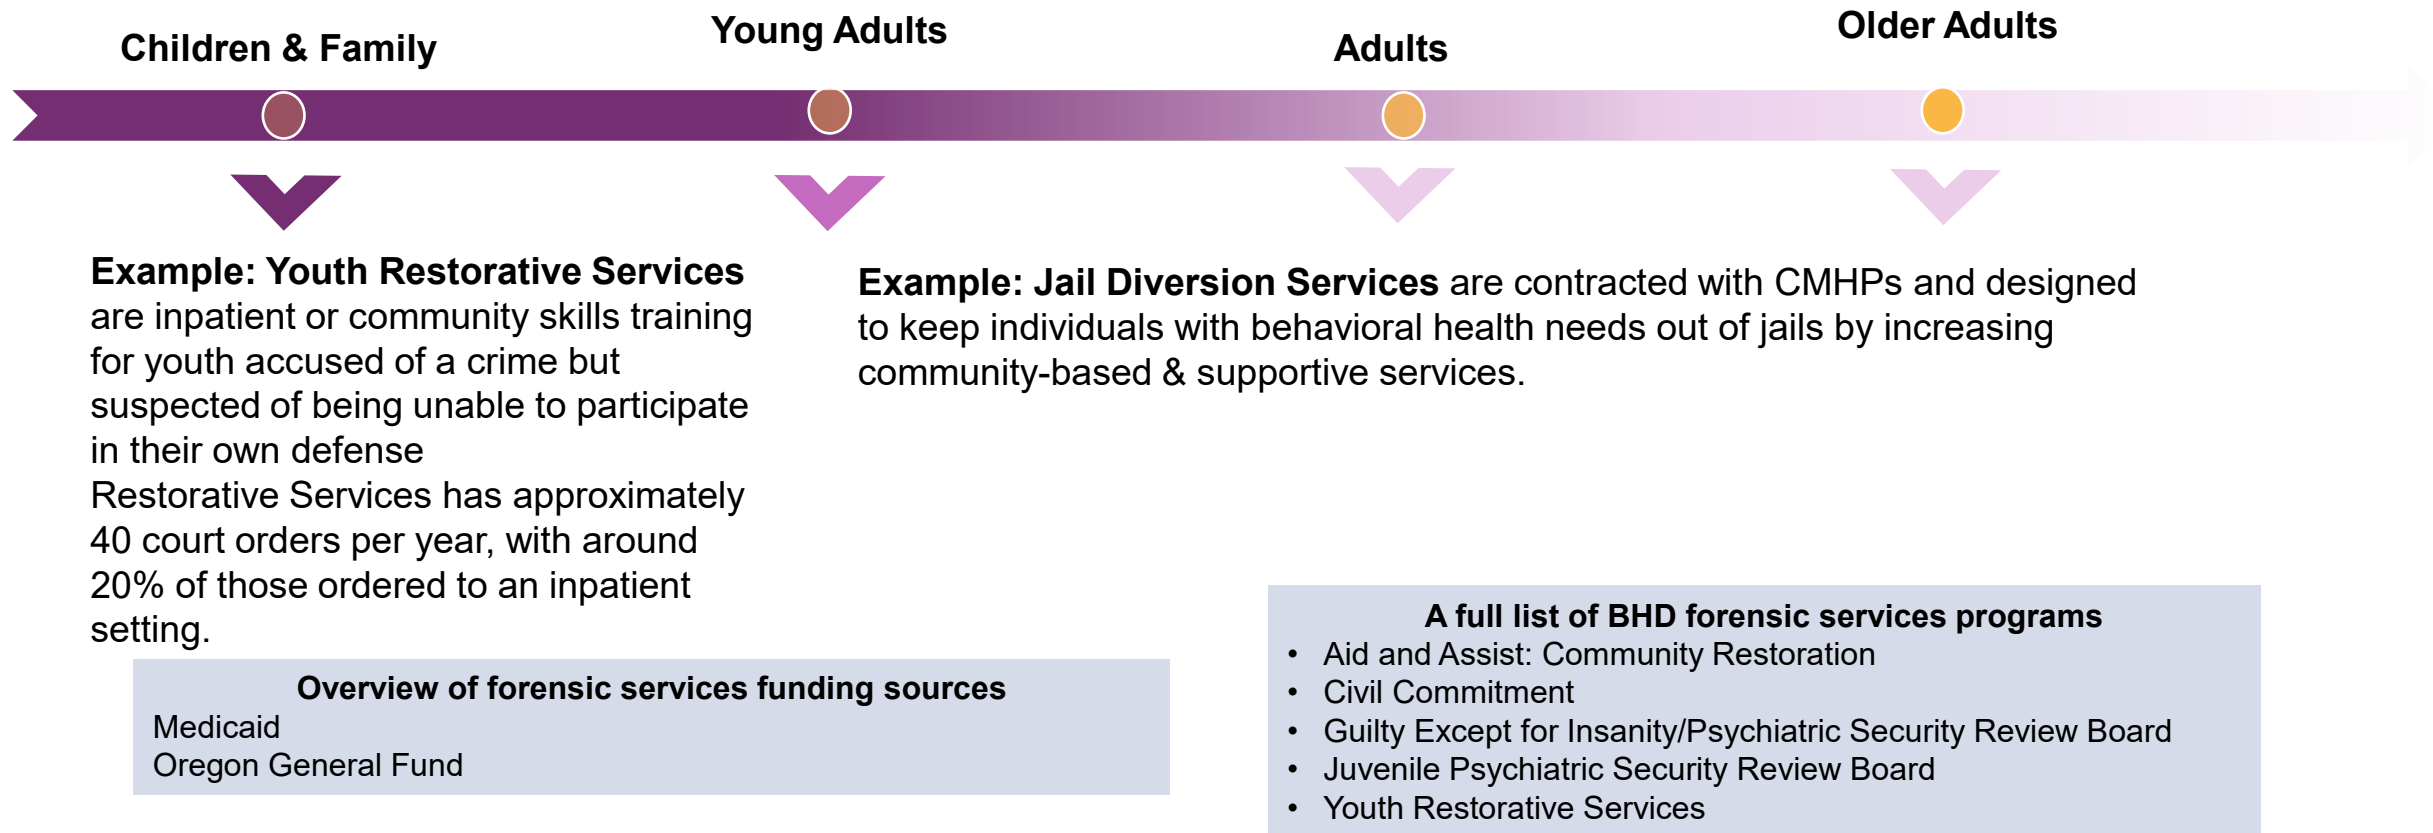 Children & Family
Young Adults
Adults
Older Adults
Example: Youth Restorative Services
are inpatient or community skills training
for youth accused of a crime but
suspected of being unable to participate
in their own defense
Restorative Services has approximately
40 court orders per year, with around
20% of those ordered to an inpatient
setting.
Example: Jail Diversion Services are contracted with CMHPs and designed
to keep individuals with behavioral health needs out of jails by increasing
community-based & supportive services.
Overview of forensic services funding sources
Medicaid
Oregon General Fund
A full list of BHD forensic services programs
• Aid and Assist: Community Restoration
• Civil Commitment
• Guilty Except for Insanity/Psychiatric Security Review Board
• Juvenile Psychiatric Security Review Board
• Youth Restorative Services